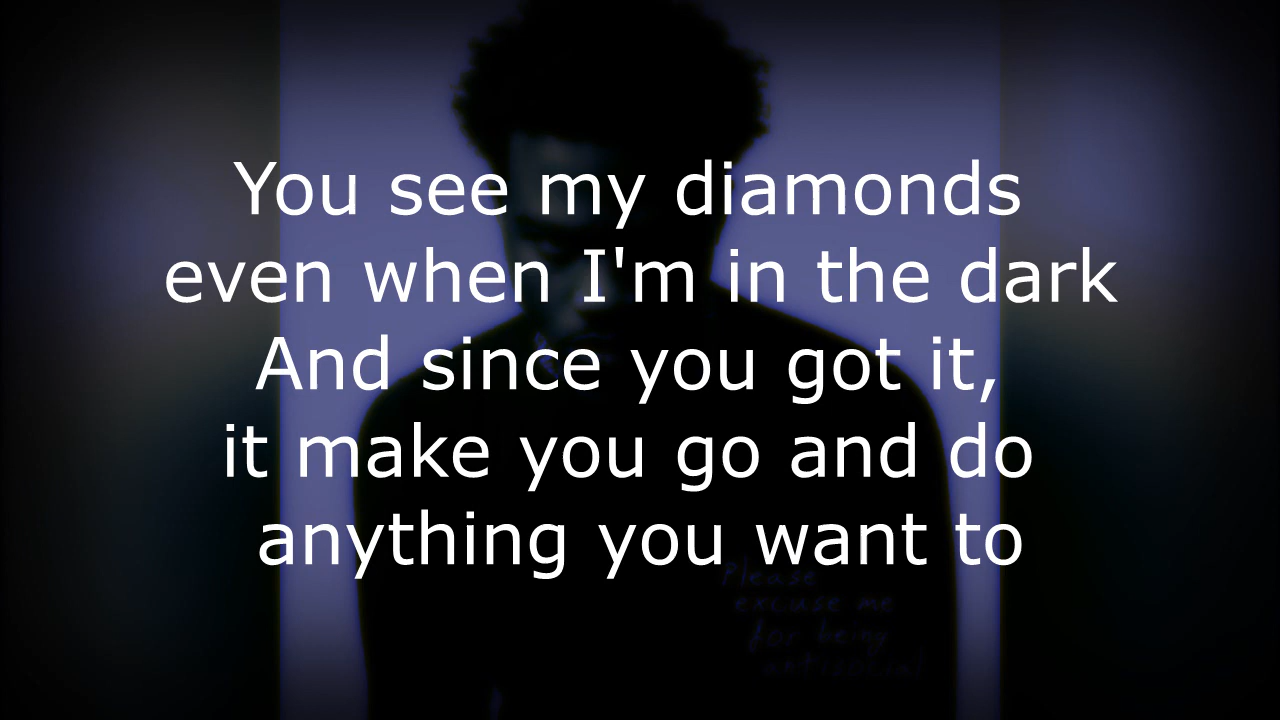 You see my diamonds
even when I'm in the dark
And since you got it,
it make you go and do
anything you want to
Please
excuse me
for being
antisocial